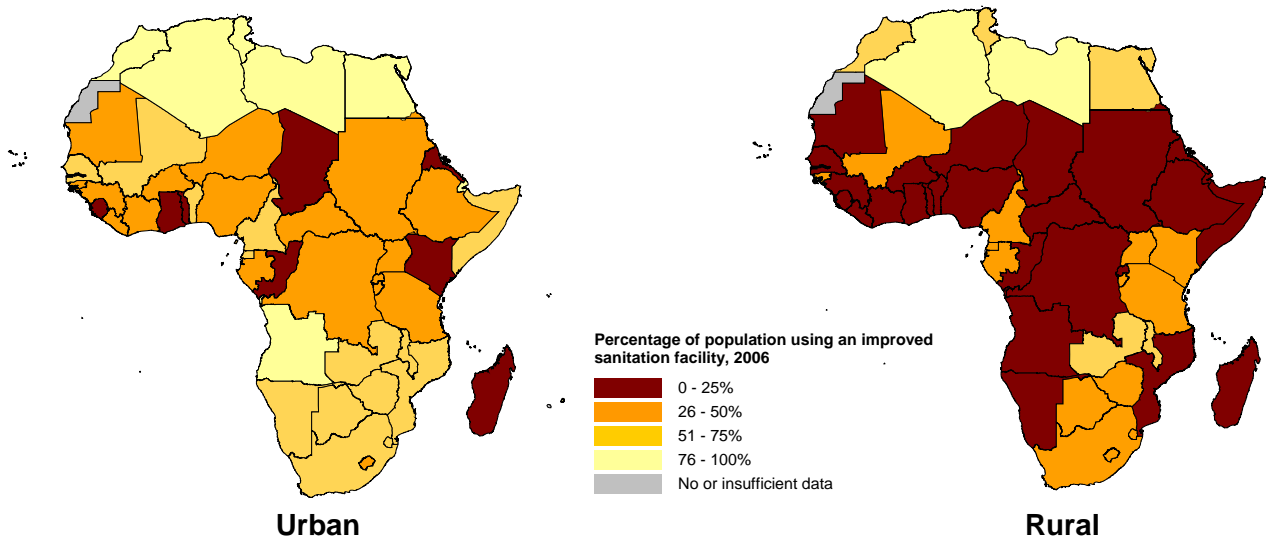 Percentage of population using an improved
sanitation facility, 2006
0 - 25%
26 - 50%
51 - 75%
76 - 100%
No or insufficient data
Urban
Rural